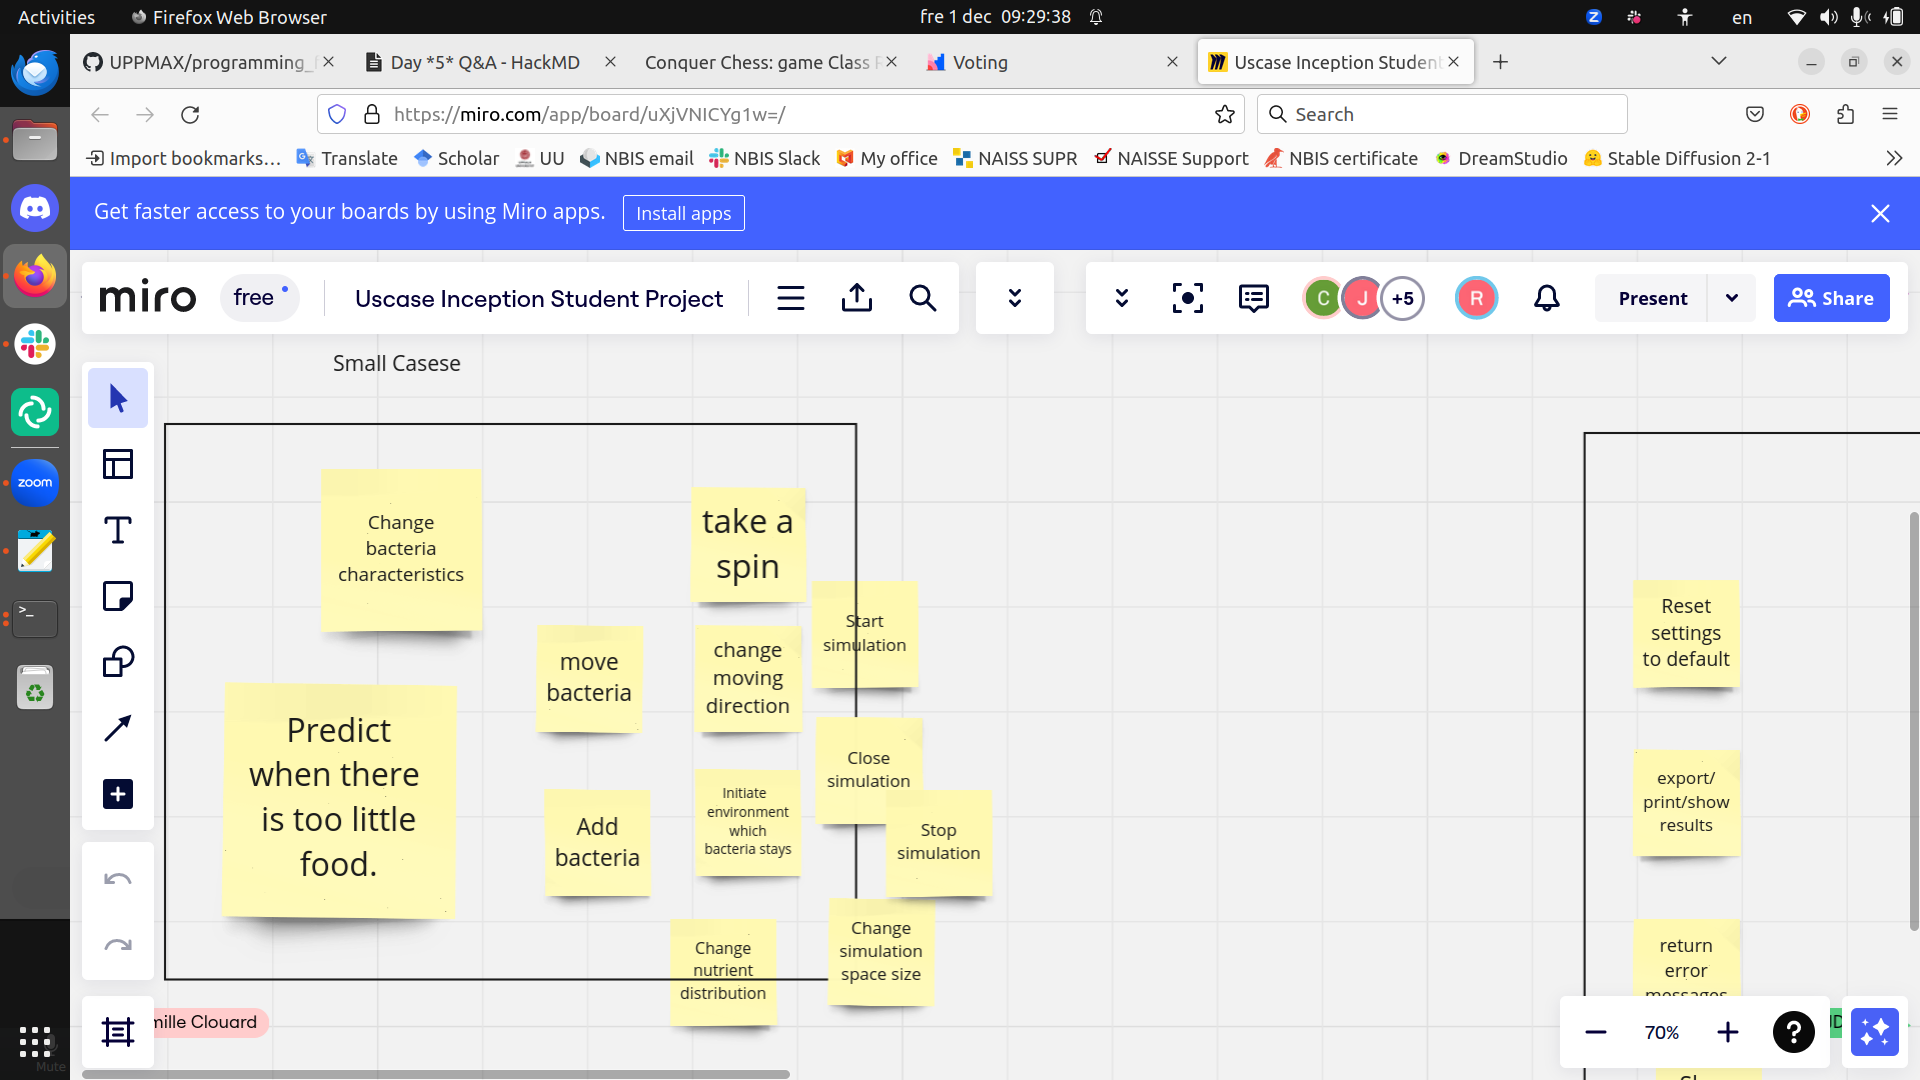 Activities
Firefox Web Browser
fre 1 dec 09:29:38
en
UPPMAX/programming_
Day *5* Q&A - HackMD
Conquer Chess: game Class
Voting
Uscase Inception Studen
https://miro.com/app/board/uXjVNICYg1w=/
Search
Import bookmarks...
Translate
Scholar
UU
NBIS email
NBIS Slack
My office
NAISS SUPR
NAISSE Support
NBIS certificate
DreamStudio
Stable Diffusion 2-1
Get faster access to your boards by using Miro apps.
Install apps
miro
free
Uscase Inception Student Project
C
J
+5
R
Present
Share
Small Casese
Change
bacteria
characteristics
take a
spin
Start
simulation
move
bacteria
change
moving
direction
Predict
when there
is too little
food.
Close
simulation
Add
bacteria
Initiate
environment
which
bacteria stays
Stop
simulation
Change
nutrient
distribution
Change
simulation
space size
Reset
settings
to default
export/
print/show
results
return
error
messages
mille Clouard
70%
zoom
Mute